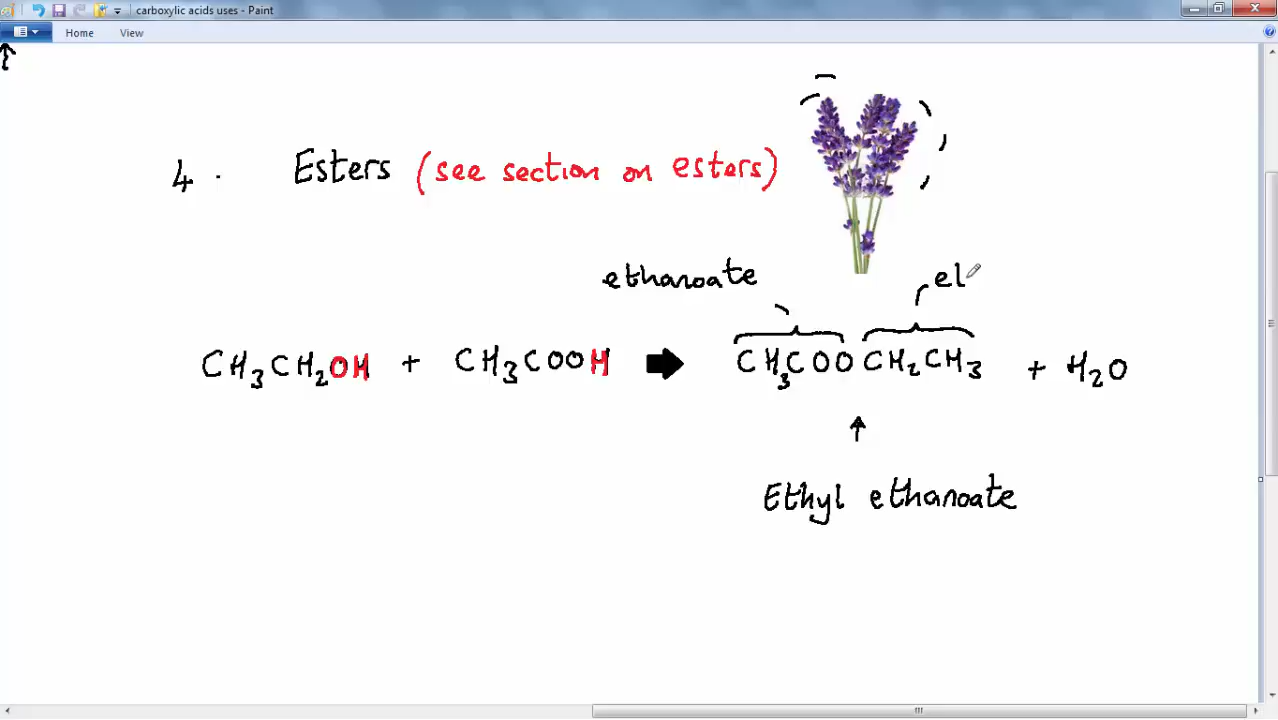 carboxylic acids uses - Paint
Home View
4. Esters (see section on esters)
ethanoate el
CH₃CH₂OH + CH₃COOH → CH₃COOCH₂CH₃ + H₂O
↑
Ethyl ethanoate